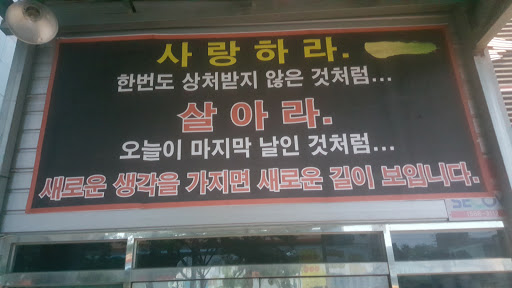 사랑하라.
한번도 상처받지 않은 것처럼...
살아라.
오늘이 마지막 날인 것처럼...
새로운 생각을 가지면 새로운 길이 보입니다.